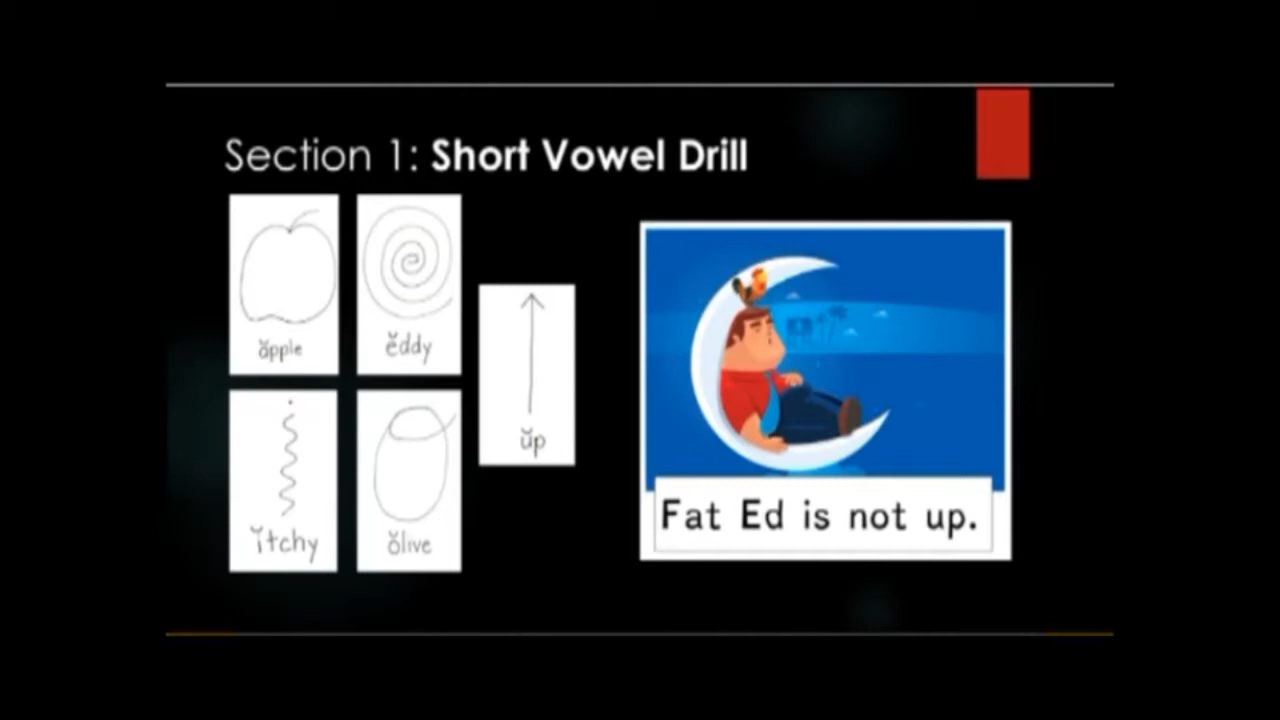 Section 1: Short Vowel Drill
ăpple
ĕddy
ŭp
ĭtchy
ŏlive
Fat Ed is not up.